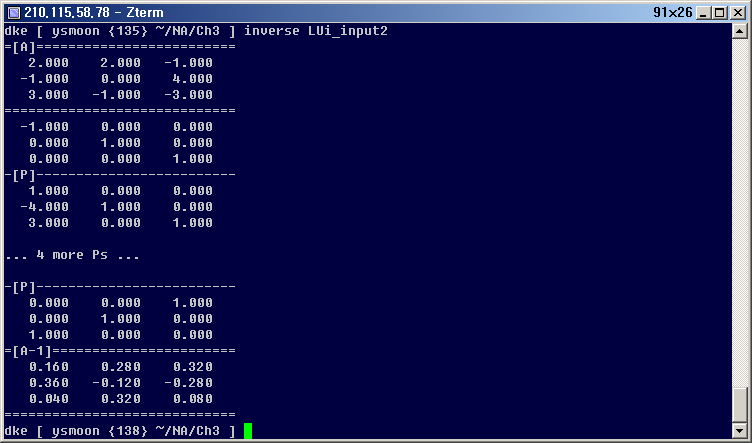 210.115.58.78 - Zterm 91×26
dke [ ysmoon {135} ~/NA/Ch3 ] inverse LUi_input2
=[A]=========================
2.000 2.000 -1.000
-1.000 0.000 4.000
3.000 -1.000 -3.000
=============================
-1.000 0.000 0.000
0.000 1.000 0.000
0.000 0.000 1.000
-[P]-------------------------
1.000 0.000 0.000
-4.000 1.000 0.000
3.000 0.000 1.000
... 4 more Ps ...
-[P]-------------------------
0.000 0.000 1.000
0.000 1.000 0.000
1.000 0.000 0.000
=[A-1]=======================
0.160 0.280 0.320
0.360 -0.120 -0.280
0.040 0.320 0.080
=============================
dke [ ysmoon {138} ~/NA/Ch3 ]